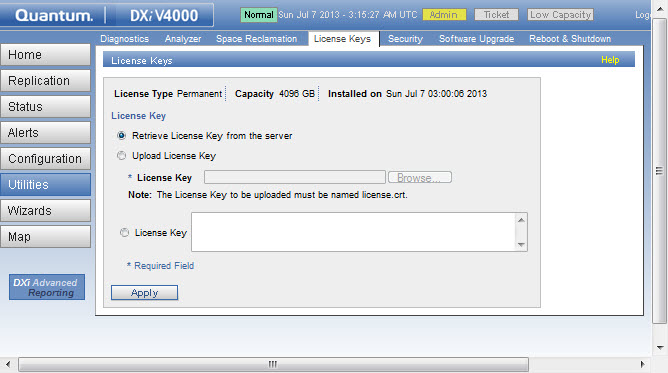 Quantum. DXi V4000 Normal Sun Jul 7 2013 - 3:15:27 AM UTC Admin Ticket Low Capacity
Diagnostics Analyzer Space Reclamation License Keys Security Software Upgrade Reboot & Shutdown
Home
Replication
Status
Alerts
Configuration
Utilities
Wizards
Map
DXi Advanced
Reporting
License Keys Help
License Type Permanent Capacity 4096 GB Installed on Sun Jul 7 03:00:06 2013
License Key
Retrieve License Key from the server
Upload License Key
* License Key Browse...
Note: The License Key to be uploaded must be named license.crt.
License Key
* Required Field
Apply